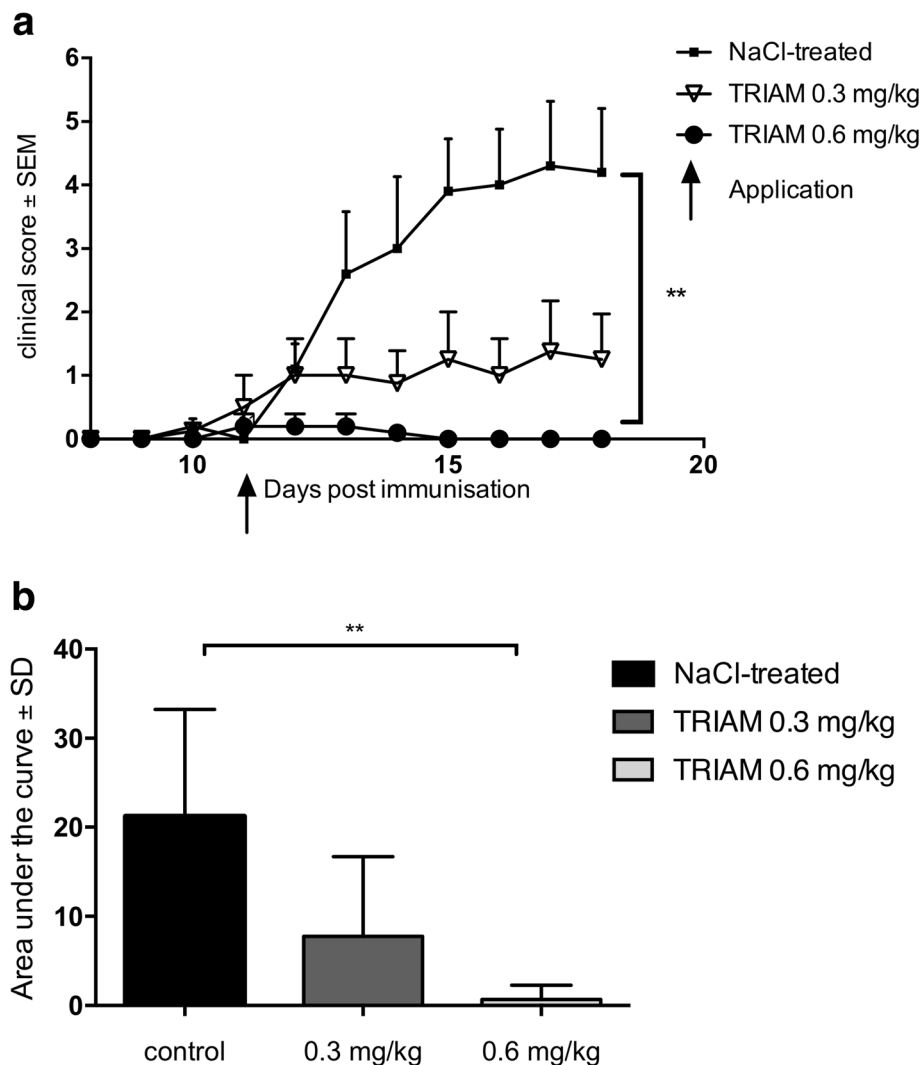 a
NaCl-treated
TRIAM 0.3 mg/kg
TRIAM 0.6 mg/kg
Application
clinical score ± SEM
6
5
4
3
2
1
0
**
10
15
20
Days post immunisation
b
**
Area under the curve ± SD
40
30
20
10
0
NaCl-treated
TRIAM 0.3 mg/kg
TRIAM 0.6 mg/kg
control
0.3 mg/kg
0.6 mg/kg